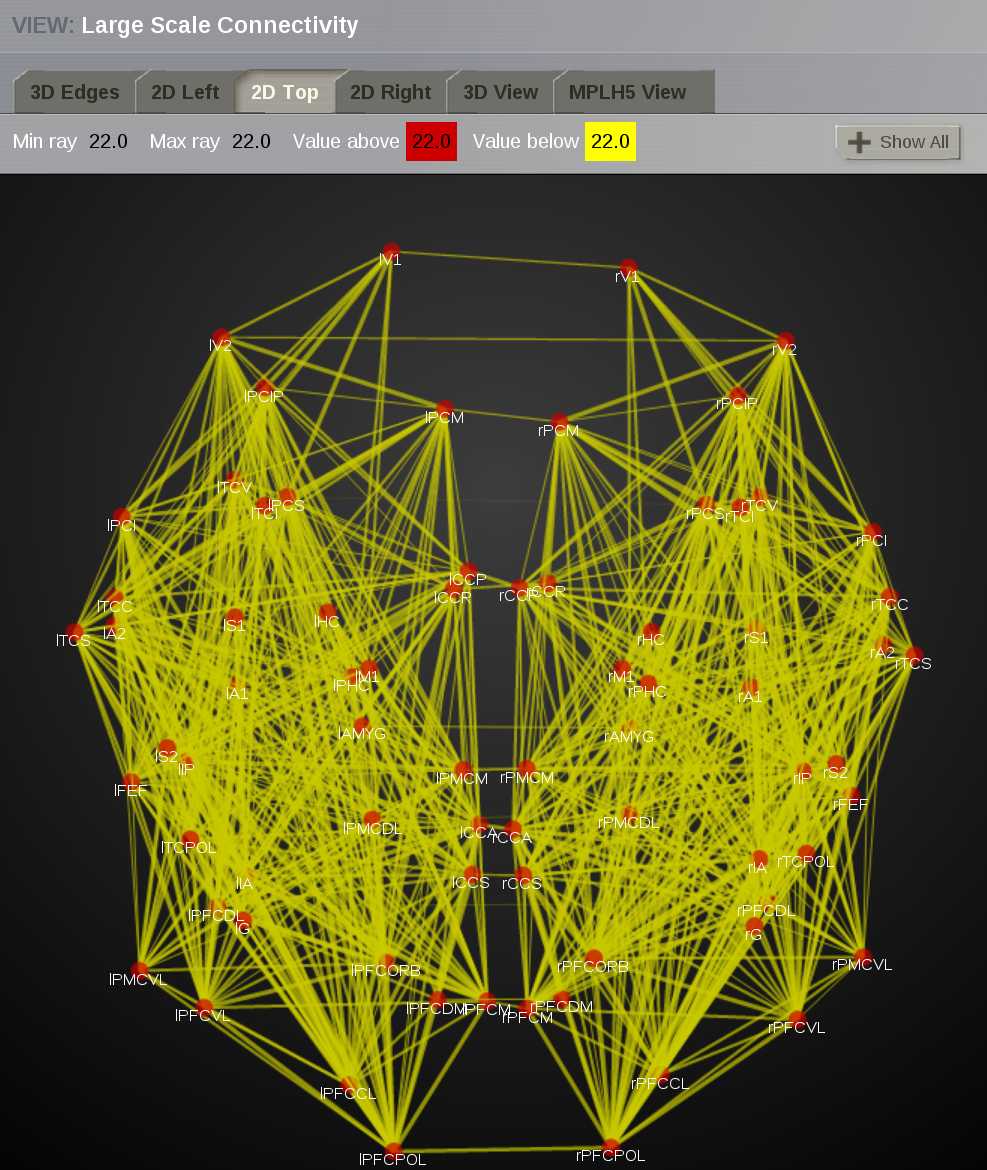 VIEW: Large Scale Connectivity
3D Edges 2D Left 2D Top 2D Right 3D View MPLH5 View
Min ray 22.0 Max ray 22.0 Value above 22.0 Value below 22.0 Show All
lV1
rV1
lV2
rV2
lPCIP
rPCIP
lPCM
rPCM
lTCV
lPCS
lTCI
rPCS
rTCI
rTCV
lPCI
rPCI
lCCP
lCCR
rCCP
rCCR
lTCC
rTCC
lA2
lTCS
lS1
lHC
rHC
rS1
rA2
rTCS
lM1
lPHC
lA1
rM1
rPHC
rA1
lAMYG
rAMYG
lS2
lIP
lFEF
lPMCM
rPMCM
rIP
rS2
rFEF
lPMCDL
lCCA
rCCA
rPMCDL
lTCPOL
rIA
rTCPOL
lIA
lCCS
rCCS
lPFCDL
lG
rPFCDL
rG
lPMCVL
lPFCORB
rPFCORB
rPMCVL
lPFCVL
lPFCDM
lPFCM
rPFCM
rPFCDM
rPFCVL
lPFCCL
rPFCCL
lPFCPOL
rPFCPOL